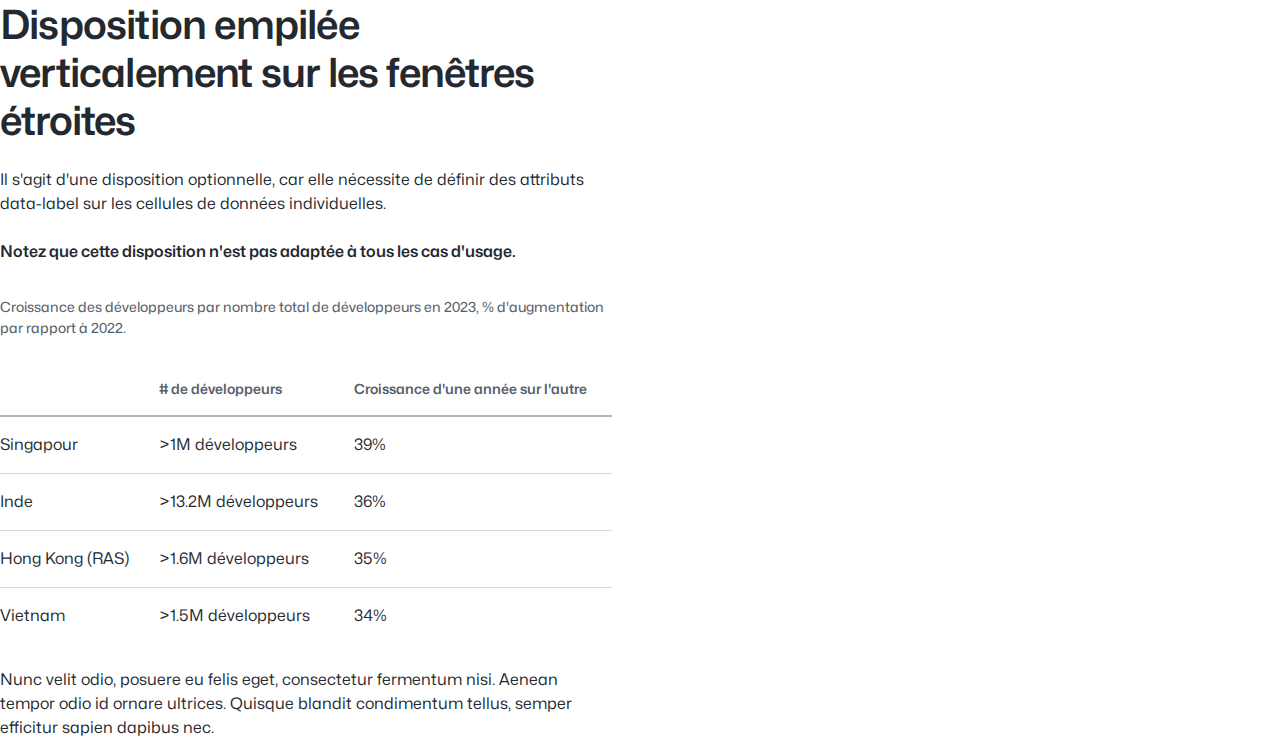 Disposition empilée
verticalement sur les fenêtres
étroites
Il s'agit d'une disposition optionnelle, car elle nécessite de définir des attributs
data-label sur les cellules de données individuelles.
Notez que cette disposition n'est pas adaptée à tous les cas d'usage.
Croissance des développeurs par nombre total de développeurs en 2023, % d'augmentation
par rapport à 2022.
# de développeurs Croissance d'une année sur l'autre
Singapour >1M développeurs 39%
Inde >13.2M développeurs 36%
Hong Kong (RAS) >1.6M développeurs 35%
Vietnam >1.5M développeurs 34%
Nunc velit odio, posuere eu felis eget, consectetur fermentum nisi. Aenean
tempor odio id ornare ultrices. Quisque blandit condimentum tellus, semper
efficitur sapien dapibus nec.